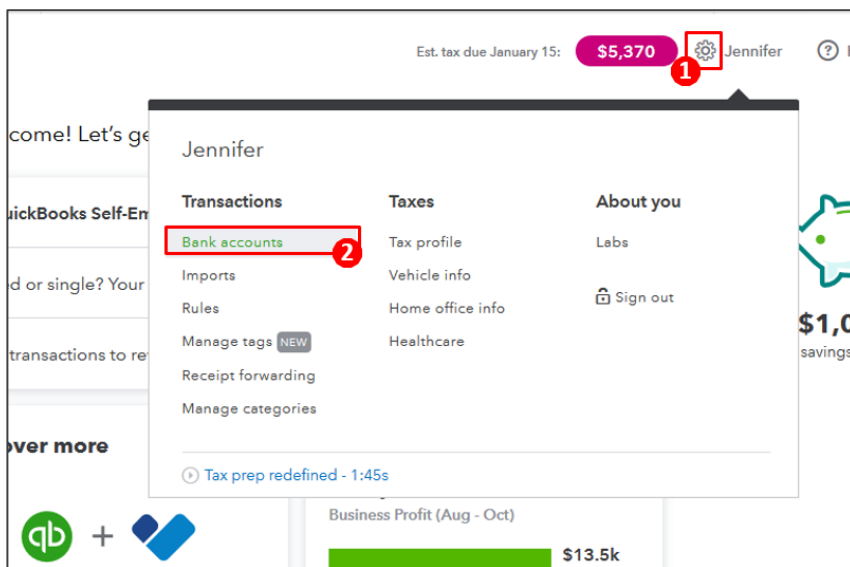 Est. tax due January 15: $5,370 Jennifer
1
come! Let's ge
Jennifer
Transactions
Bank accounts
2
Imports
Rules
Manage tags NEW
Receipt forwarding
Manage categories
Taxes
Tax profile
Vehicle info
Home office info
Healthcare
About you
Labs
Sign out
Tax prep redefined - 1:45s
uickBooks Self-Em
d or single? Your
transactions to re
$1,0
savings
over more
qb +
Business Profit (Aug - Oct)
$13.5k